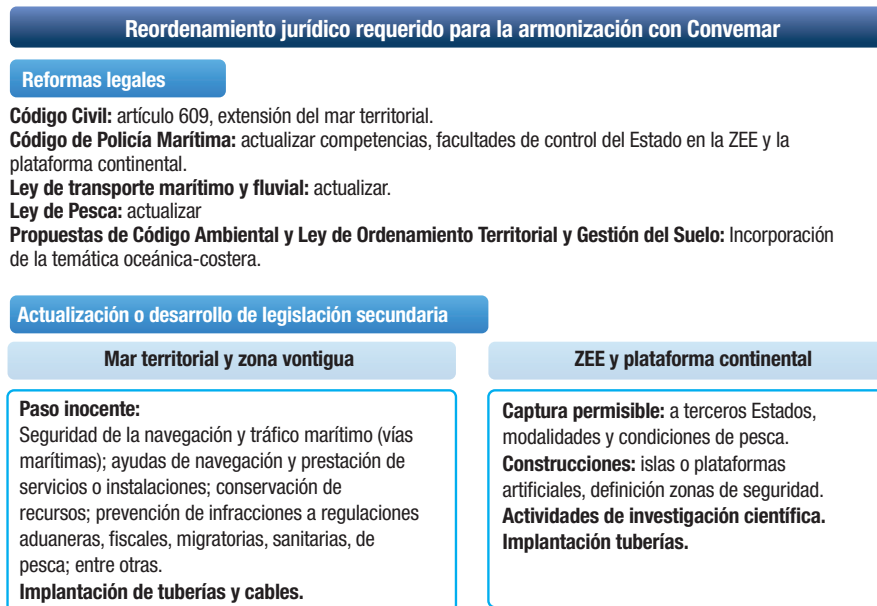 Reordenamiento jurídico requerido para la armonización con Convemar
Reformas legales
Código Civil: artículo 609, extensión del mar territorial.
Código de Policía Marítima: actualizar competencias, facultades de control del Estado en la ZEE y la
plataforma continental.
Ley de transporte marítimo y fluvial: actualizar.
Ley de Pesca: actualizar
Propuestas de Código Ambiental y Ley de Ordenamiento Territorial y Gestión del Suelo: Incorporación
de la temática oceánica-costera.
Actualización o desarrollo de legislación secundaria
Mar territorial y zona vontigua
Paso inocente:
Seguridad de la navegación y tráfico marítimo (vías
marítimas); ayudas de navegación y prestación de
servicios o instalaciones; conservación de
recursos; prevención de infracciones a regulaciones
aduaneras, fiscales, migratorias, sanitarias, de
pesca; entre otras.
Implantación de tuberías y cables.
ZEE y plataforma continental
Captura permisible: a terceros Estados,
modalidades y condiciones de pesca.
Construcciones: islas o plataformas
artificiales, definición zonas de seguridad.
Actividades de investigación científica.
Implantación tuberías.